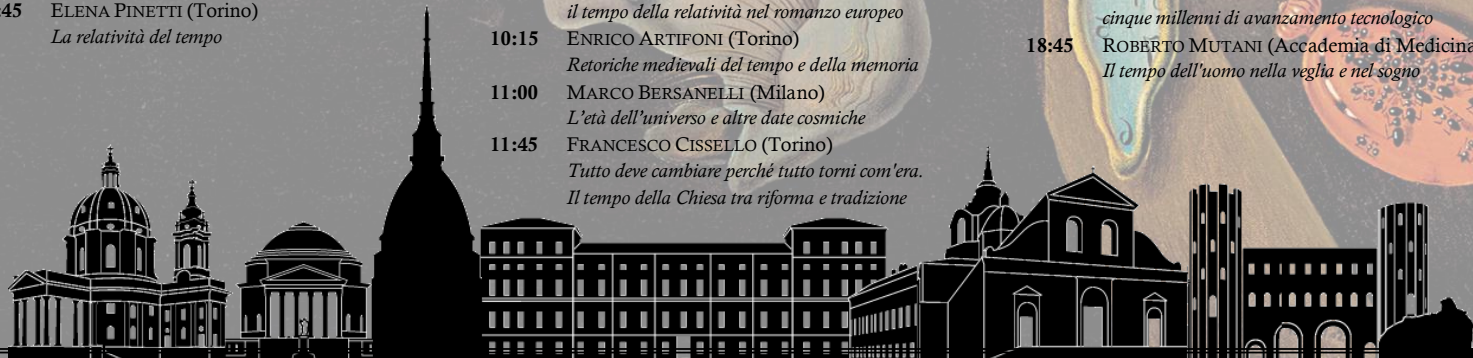 :45 ELENA PINETTI (Torino)
La relatività del tempo
il tempo della relatività nel romanzo europeo
10:15 ENRICO ARTIFONI (Torino)
Retoriche medievali del tempo e della memoria
11:00 MARCO BERSANELLI (Milano)
L’età dell’universo e altre date cosmiche
11:45 FRANCESCO CISSELLO (Torino)
Tutto deve cambiare perché tutto torni com'era.
Il tempo della Chiesa tra riforma e tradizione
cinque millenni di avanzamento tecnologico
18:45 ROBERTO MUTANI (Accademia di Medicina
Il tempo dell'uomo nella veglia e nel sogno